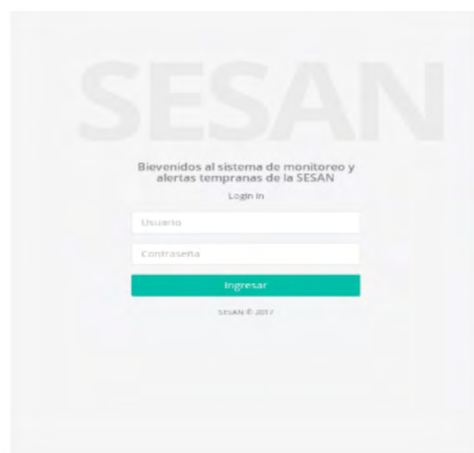 SESAN
Bievenidos al sistema de monitoreo y
alertas tempranas de la SESAN
Login In
Usuario
Contraseña
Ingresar
SESAN © 2017